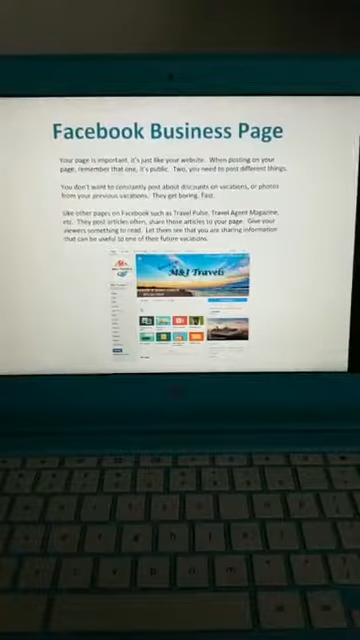 Facebook Business Page
Your page is important, it's just like your website. When posting on your
page, remember that one, it's public. Two, you need to post different things.
You don't want to constantly post about discounts on vacations, or photos
from your previous vacations. They get boring. Fast.
Like other pages on Facebook such as Travel Pulse, Travel Agent Magazine,
etc. They post articles often, share those articles to your page. Give your
viewers something to read. Let them see that you are sharing information
that can be useful to one of their future vacations.
M&J Travels